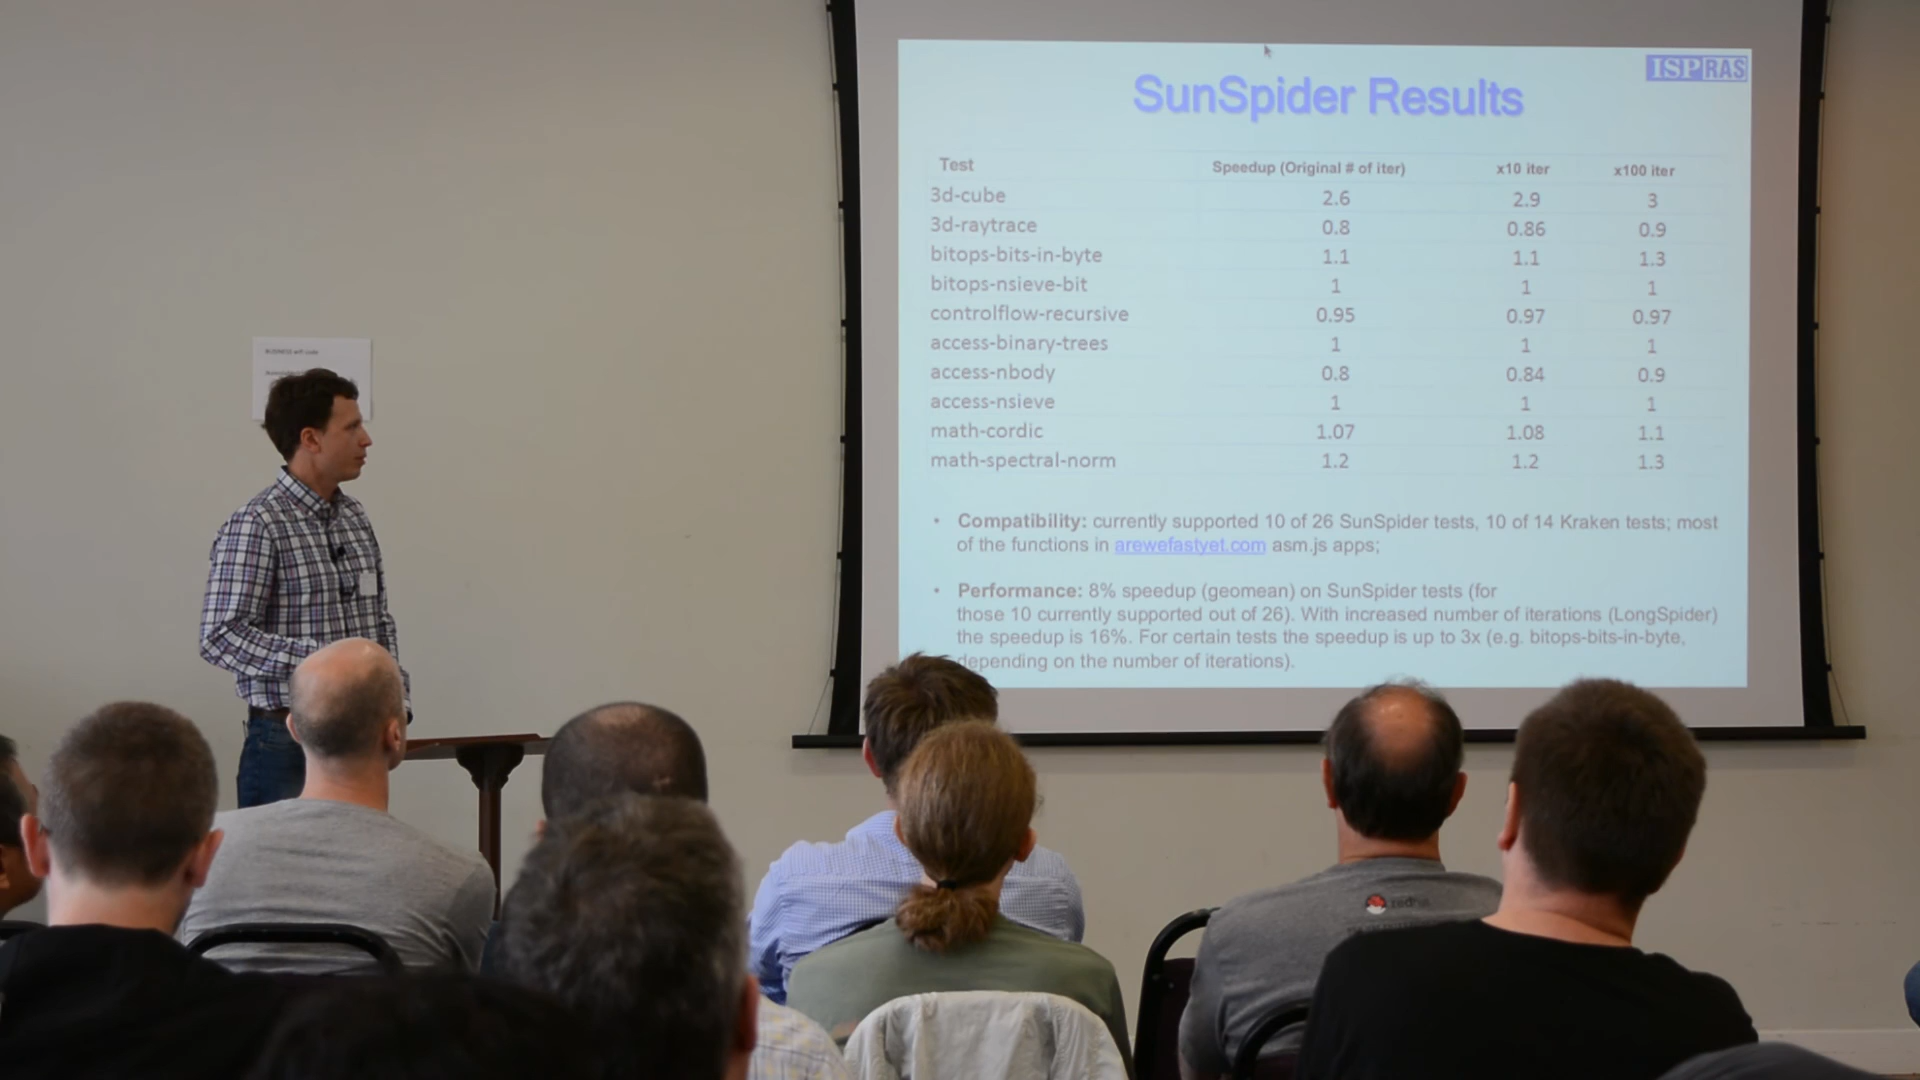 ISP RAS
SunSpider Results
Test Speedup (Original # of iter) x10 iter x100 iter
3d-cube 2.6 2.9 3
3d-raytrace 0.8 0.86 0.9
bitops-bits-in-byte 1.1 1.1 1.3
bitops-nsieve-bit 1 1 1
controlflow-recursive 0.95 0.97 0.97
access-binary-trees 1 1 1
access-nbody 0.8 0.84 0.9
access-nsieve 1 1 1
math-cordic 1.07 1.08 1.1
math-spectral-norm 1.2 1.2 1.3
• Compatibility: currently supported 10 of 26 SunSpider tests, 10 of 14 Kraken tests; most
of the functions in arewefastyet.com asm.js apps;
• Performance: 8% speedup (geomean) on SunSpider tests (for
those 10 currently supported out of 26). With increased number of iterations (LongSpider)
the speedup is 16%. For certain tests the speedup is up to 3x (e.g. bitops-bits-in-byte,
depending on the number of iterations).
BUSINESS wifi code